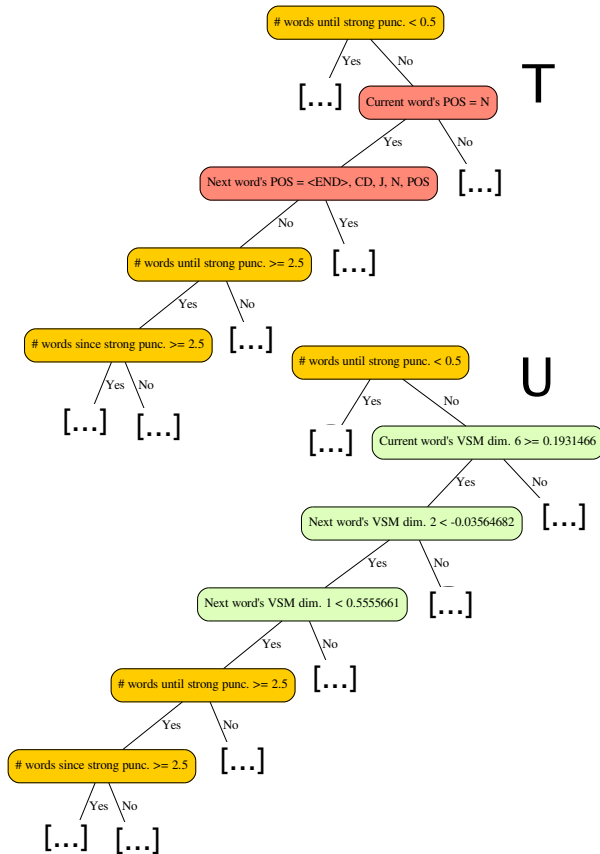 # words until strong punc. < 0.5
Yes
No
[...]
T
Current word's POS = N
Yes
No
Next word's POS = <END>, CD, J, N, POS
[...]
No
Yes
# words until strong punc. >= 2.5
[...]
Yes
No
# words since strong punc. >= 2.5
[...]
Yes
No
[...]
[...]
# words until strong punc. < 0.5
U
Yes
No
[...]
Current word's VSM dim. 6 >= 0.1931466
Yes
No
Next word's VSM dim. 2 < -0.03564682
[...]
Yes
No
Next word's VSM dim. 1 < 0.5555661
[...]
Yes
No
# words until strong punc. >= 2.5
[...]
Yes
No
# words since strong punc. >= 2.5
[...]
Yes
No
[...]
[...]